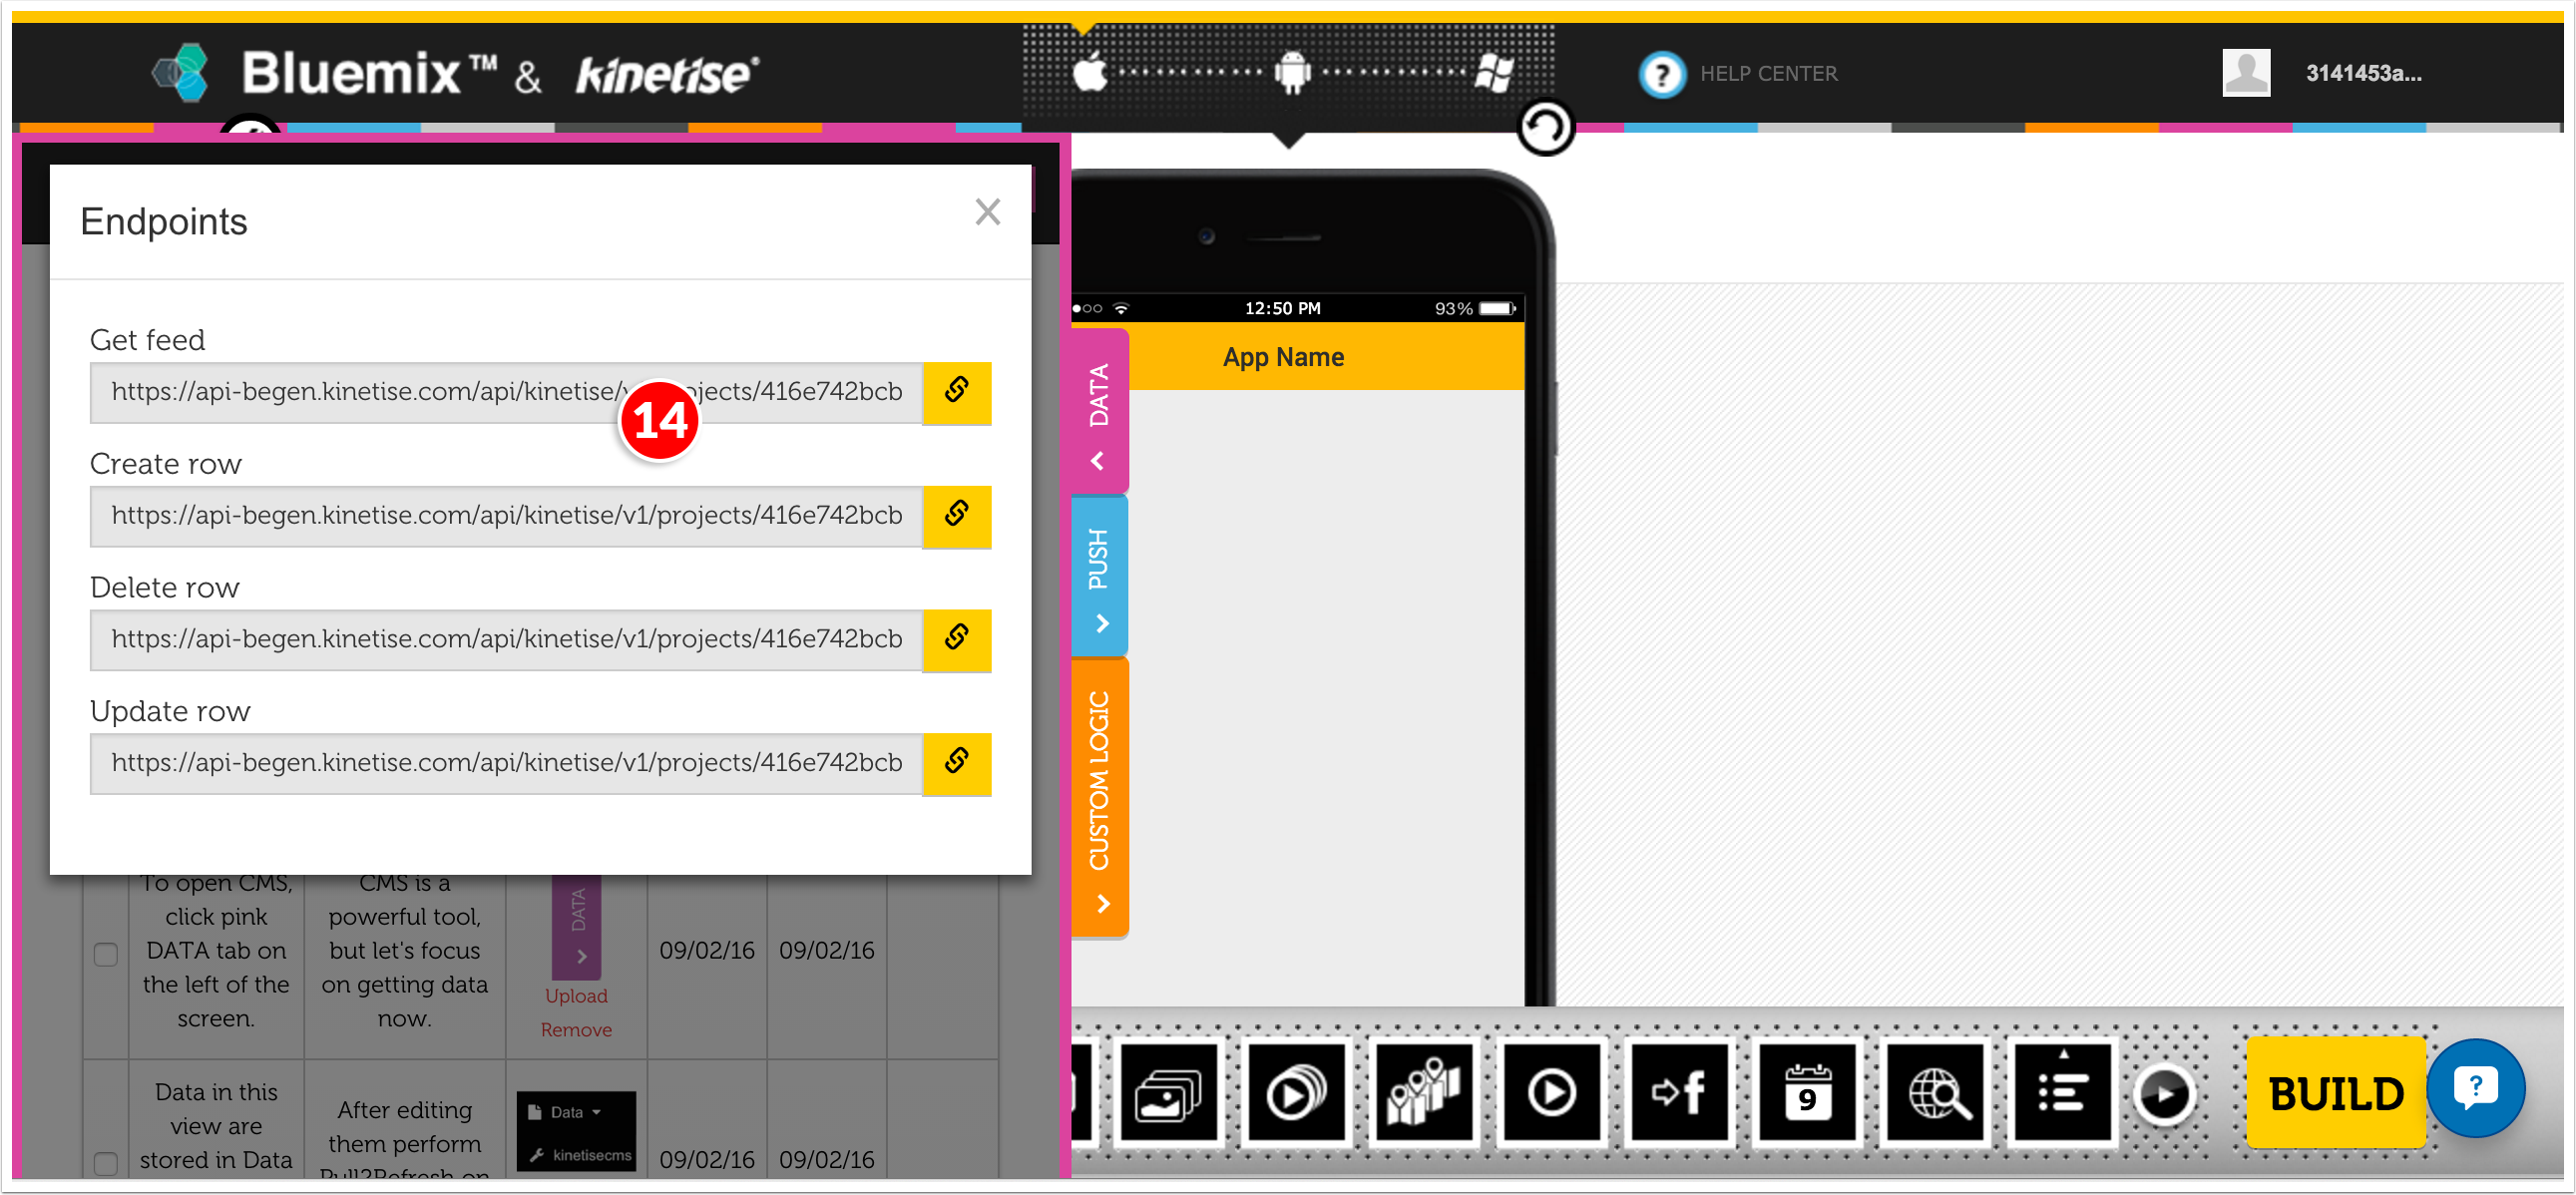 Bluemix™ & kinetise®
HELP CENTER
3141453a...
Endpoints
Get feed
https://api-begen.kinetise.com/api/kinetise/v jects/416e742bcb
14
Create row
https://api-begen.kinetise.com/api/kinetise/v1/projects/416e742bcb
Delete row
https://api-begen.kinetise.com/api/kinetise/v1/projects/416e742bcb
Update row
https://api-begen.kinetise.com/api/kinetise/v1/projects/416e742bcb
To open CMS,
click pink
DATA tab on
the left of the
screen.
CMS is a
powerful tool,
but let's focus
on getting data
now.
DATA
Upload
Remove
09/02/16
09/02/16
Data in this
view are
stored in Data
After editing
them perform
Pull2Refresh on
Data
kinetisecms
09/02/16
09/02/16
12:50 PM
93%
App Name
DATA
PUSH
CUSTOM LOGIC
9
BUILD
?